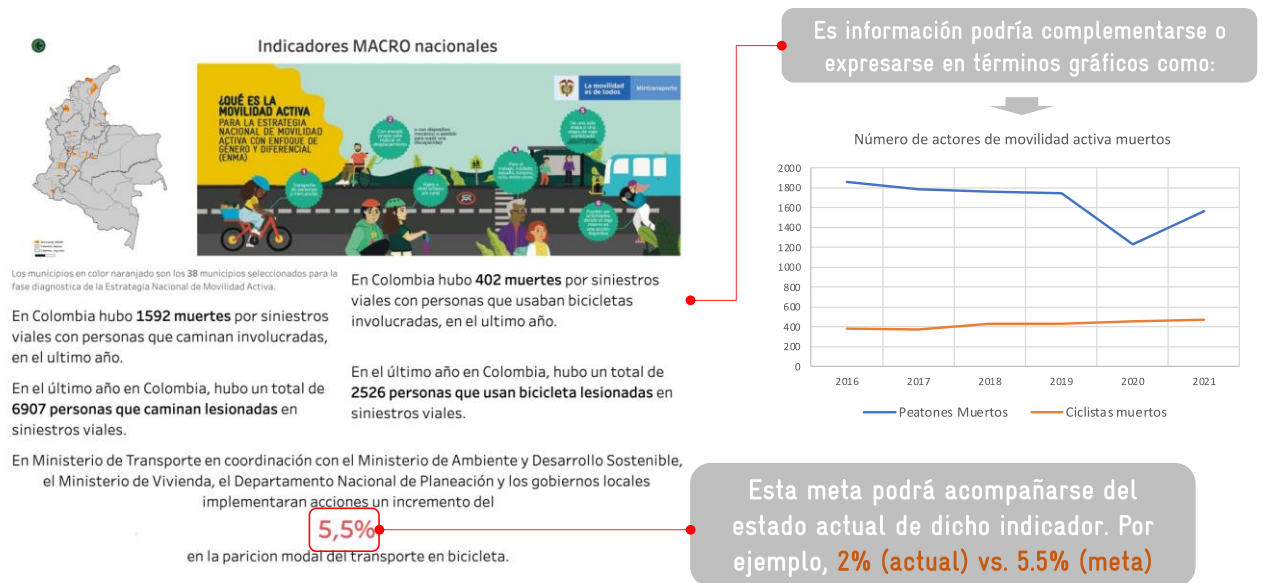 Indicadores MACRO nacionales
¿QUÉ ES LA
MOVILIDAD ACTIVA
PARA LA ESTRATEGIA
NACIONAL DE MOVILIDAD
ACTIVA CON ENFOQUE DE
GÉNERO Y DIFERENCIAL
(ENMA)
La movilidad
es de todos
Mintransporte
1
2
3
4
5
6
Los municipios en color naranjado son los 38 municipios seleccionados para la
fase diagnostica de la Estrategia Nacional de Movilidad Activa.
En Colombia hubo 1592 muertes por siniestros
viales con personas que caminan involucradas,
en el ultimo año.
En el último año en Colombia, hubo un total de
6907 personas que caminan lesionadas en
siniestros viales.
En Colombia hubo 402 muertes por siniestros
viales con personas que usaban bicicletas
involucradas, en el ultimo año.
En el último año en Colombia, hubo un total de
2526 personas que usan bicicleta lesionadas en
siniestros viales.
En Ministerio de Transporte en coordinación con el Ministerio de Ambiente y Desarrollo Sostenible,
el Ministerio de Vivienda, el Departamento Nacional de Planeación y los gobiernos locales
implementaran acciones un incremento del
5,5%
en la paricion modal del transporte en bicicleta.
Es información podría complementarse o
expresarse en términos gráficos como:
Número de actores de movilidad activa muertos
2000
1800
1600
1400
1200
1000
800
600
400
200
0
2016 2017 2018 2019 2020 2021
Peatones Muertos Ciclistas muertos
Esta meta podrá acompañarse del
estado actual de dicho indicador. Por
ejemplo, 2% (actual) vs. 5.5% (meta)